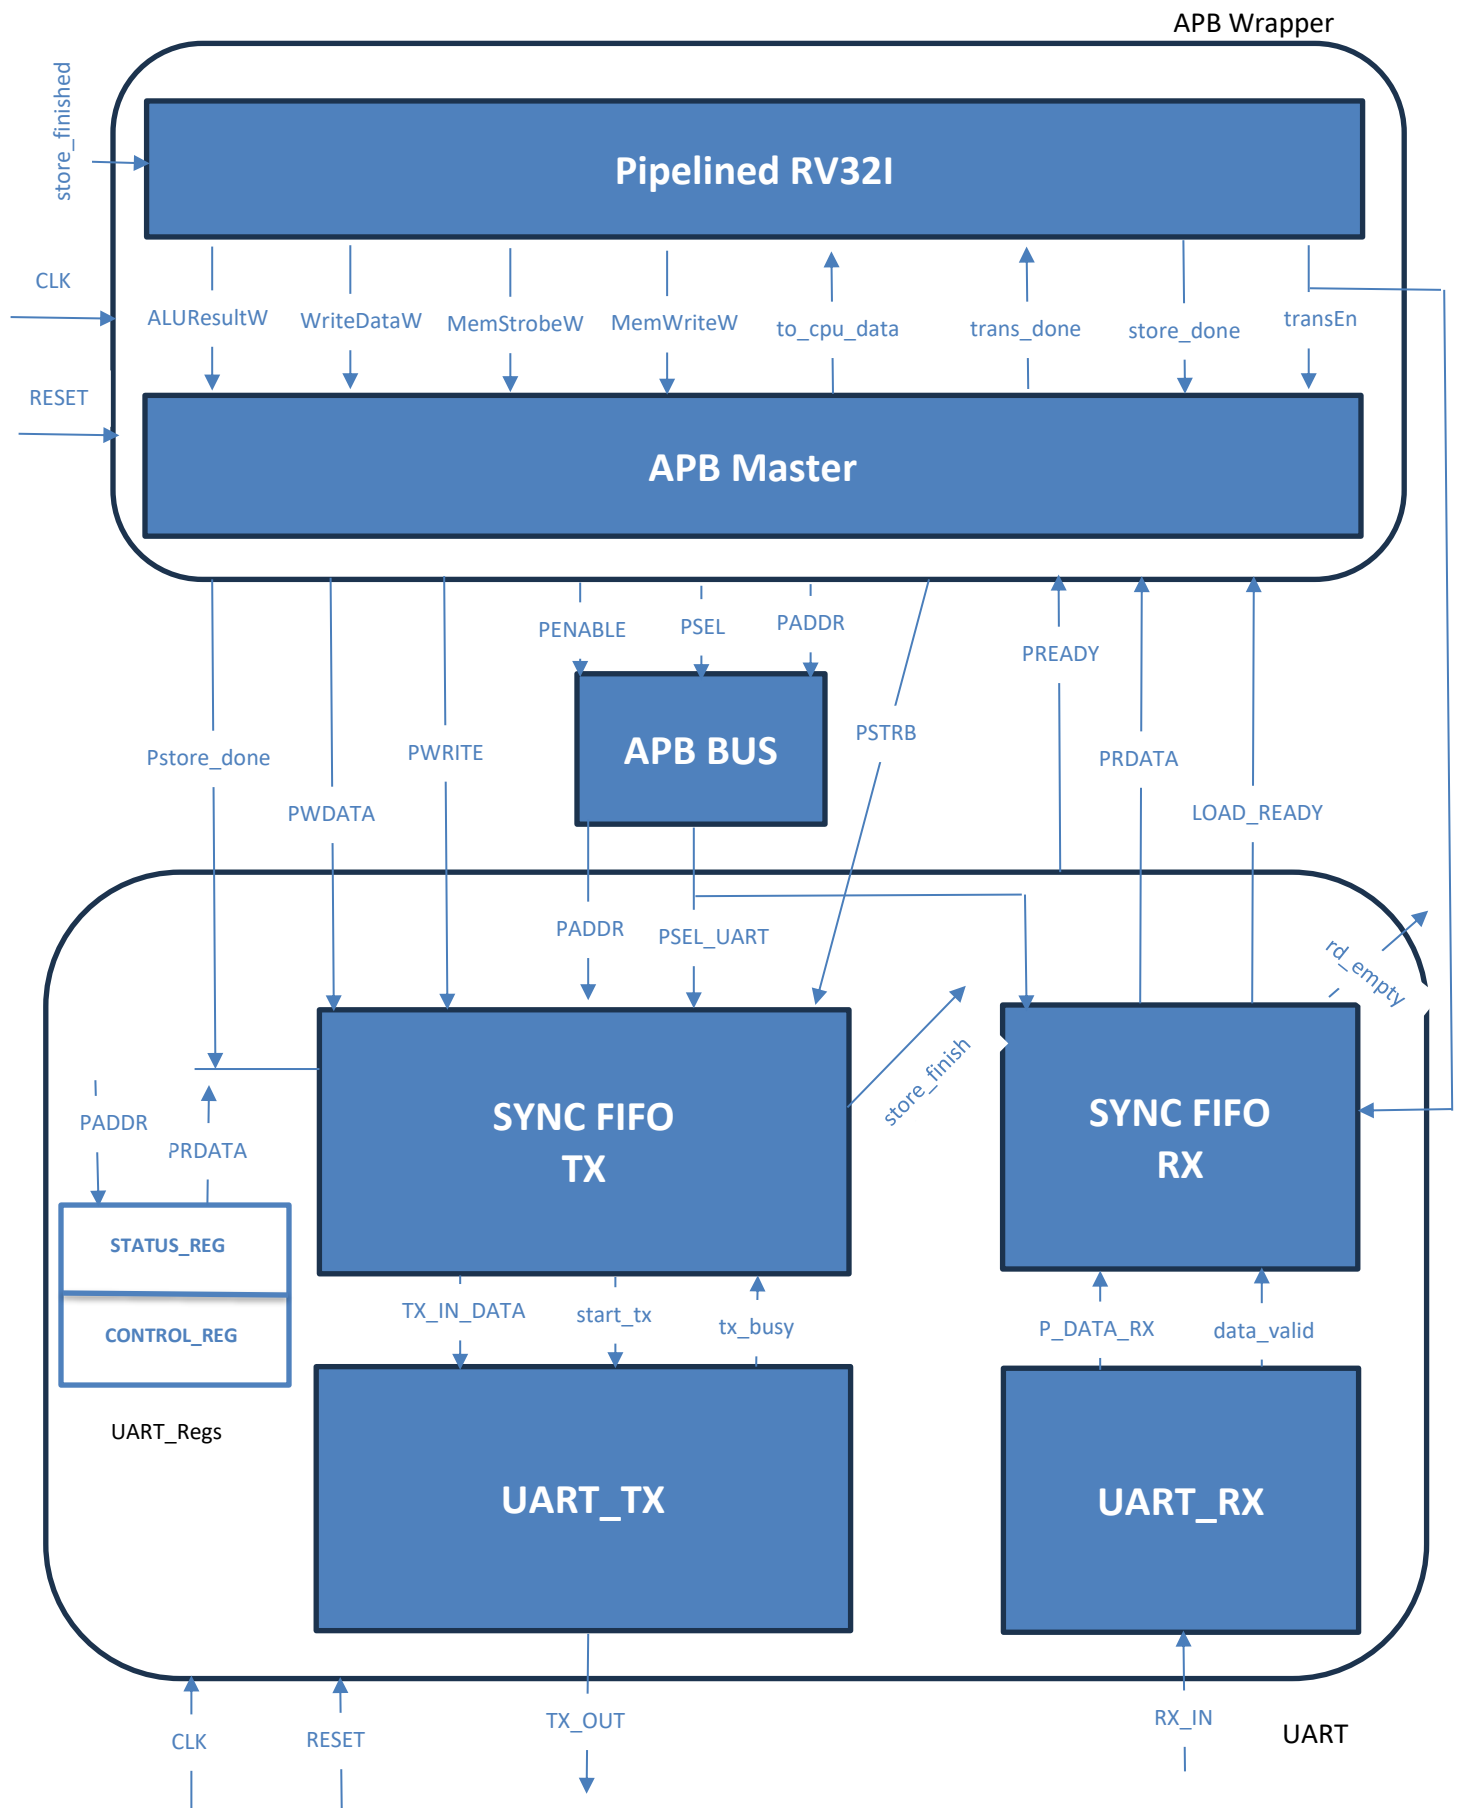 APB Wrapper
store_finished
Pipelined RV32I
CLK
ALUResultW
WriteDataW
MemStrobeW
MemWriteW
to_cpu_data
trans_done
store_done
transEn
RESET
APB Master
PENABLE
PSEL
PADDR
PREADY
Pstore_done
PWRITE
APB BUS
PSTRB
PRDATA
PWDATA
LOAD_READY
PADDR
PSEL_UART
rd_empty
store_finish
PADDR
PRDATA
SYNC FIFO
TX
SYNC FIFO
RX
STATUS_REG
CONTROL_REG
TX_IN_DATA
start_tx
tx_busy
P_DATA_RX
data_valid
UART_Regs
UART_TX
UART_RX
CLK
RESET
TX_OUT
RX_IN
UART